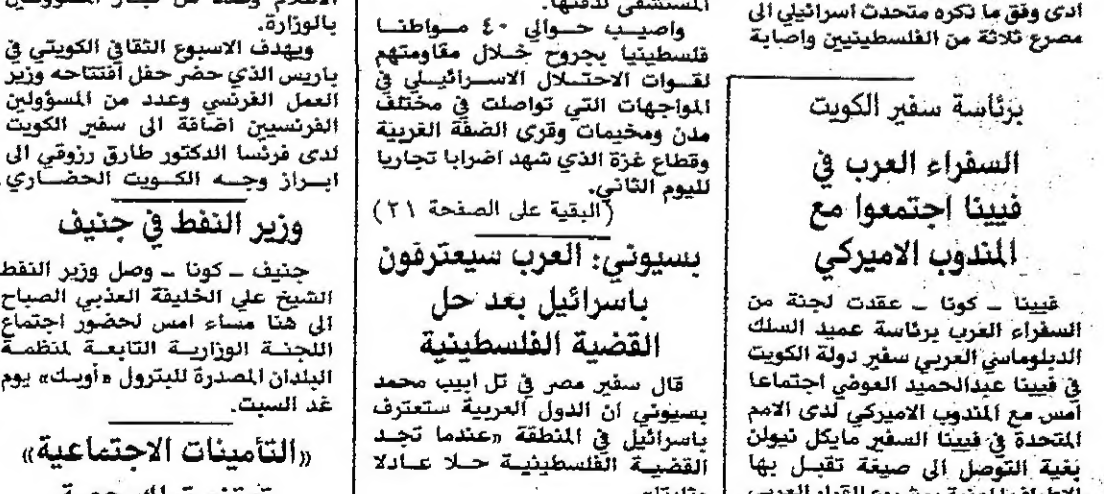 ادى وفق ما ذكره متحدث اسرائيلي الى
مصرع ثلاثة من الفلسطينيين واصابة
برئاسة سفير الكويت
السفراء العرب في
فيينا اجتمعوا مع
المندوب الاميركي
فيينا ـ كونا ـ عقدت لجنة من
السفراء العرب برئاسة عميد السلك
الدبلوماسي العربي سفير دولة الكويت
في فيينا عبدالحميد العوضي اجتماعا
أمس مع المندوب الاميركي لدى الامم
المتحدة في فيينا السفير مايكل نيولن
بغية التوصل الى صيغة تقبل بها
المستشفى لدفنها.
واصيب حوالي ٤٠ مواطنا
فلسطينيا بجروح خلال مقاومتهم
لقوات الاحتلال الاسرائيلي في
المواجهات التي تواصلت في مختلف
مدن ومخيمات وقرى الضفة الغربية
وقطاع غزة الذي شهد اضرابا تجاريا
لليوم الثاني.
(البقية على الصفحة ٢١)
بسيوني: العرب سيعترفون
باسرائيل بعد حل
القضية الفلسطينية
قال سفير مصر في تل ابيب محمد
بسيوني ان الدول العربية ستعترف
باسرائيل في المنطقة «عندما تجد
القضية الفلسطينية حلا عادلا
بالوزارة.
ويهدف الاسبوع الثقافي الكويتي في
باريس الذي حضر حفل افتتاحه وزير
العمل الفرنسي وعدد من المسؤولين
الفرنسيين اضافة الى سفير الكويت
لدى فرنسا الدكتور طارق رزوقي الى
ابراز وجه الكويت الحضاري.
وزير النفط في جنيف
جنيف ـ كونا ـ وصل وزير النفط
الشيخ علي الخليفة العذبي الصباح
الى هنا مساء امس لحضور اجتماع
اللجنة الوزارية التابعة لمنظمة
البلدان المصدرة للبترول «أوبك» يوم
غد السبت.
«التأمينات الاجتماعية»